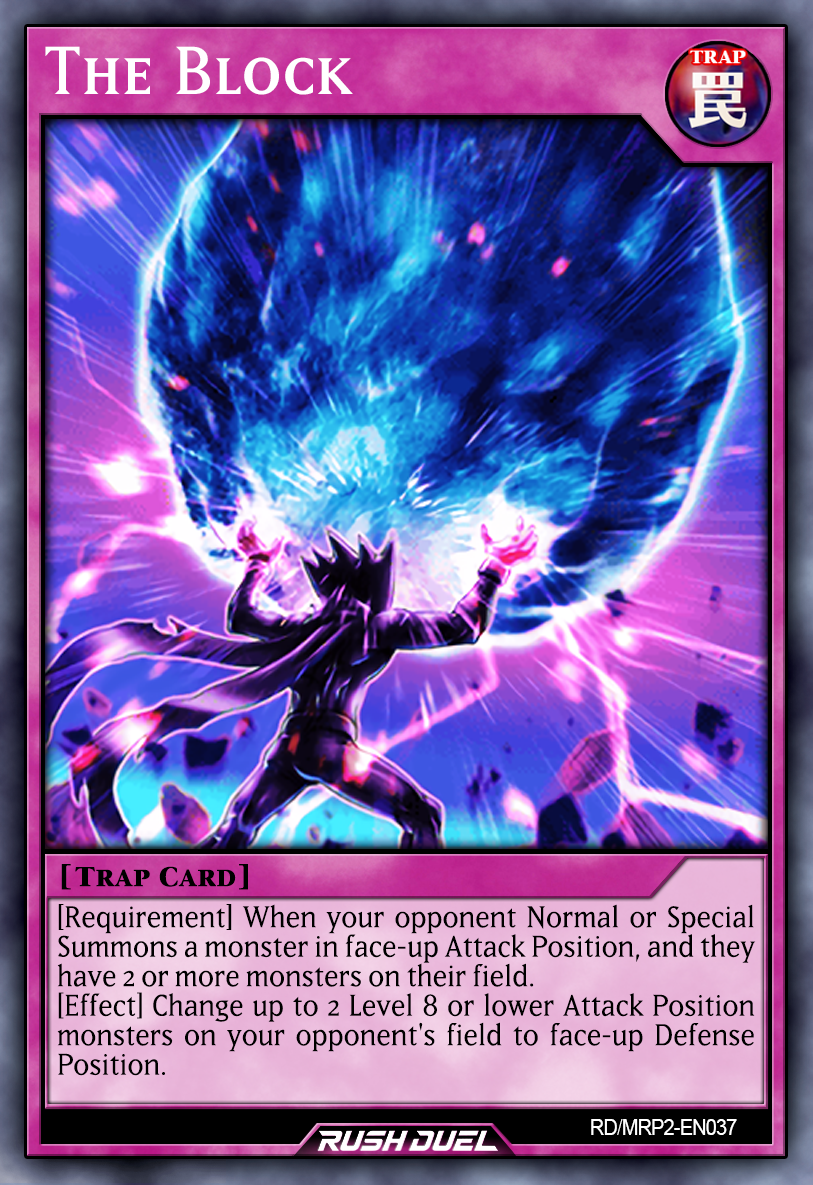 The Block
TRAP
罠
[Trap Card]
[Requirement] When your opponent Normal or Special
Summons a monster in face-up Attack Position, and they
have 2 or more monsters on their field.
[Effect] Change up to 2 Level 8 or lower Attack Position
monsters on your opponent's field to face-up Defense
Position.
RD/MRP2-EN037
RUSH DUEL